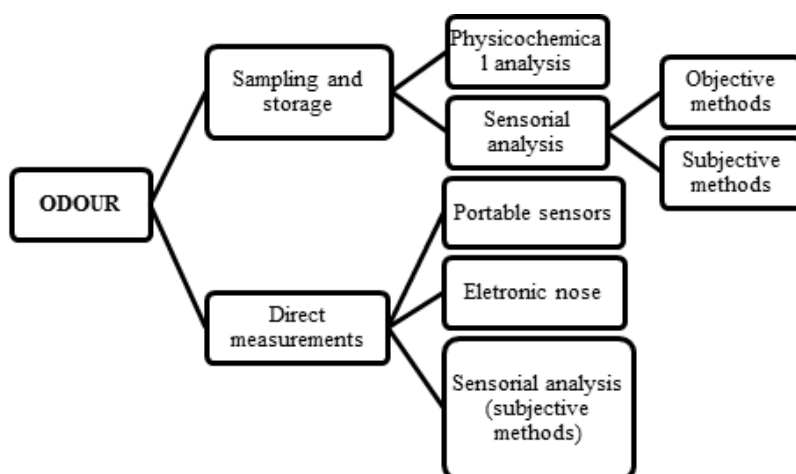 Physicochemica
l analysis
Sampling and
storage
Objective
methods
Sensorial
analysis
Subjective
methods
ODOUR
Portable sensors
Eletronic nose
Direct
measurements
Sensorial analysis
(subjective
methods)